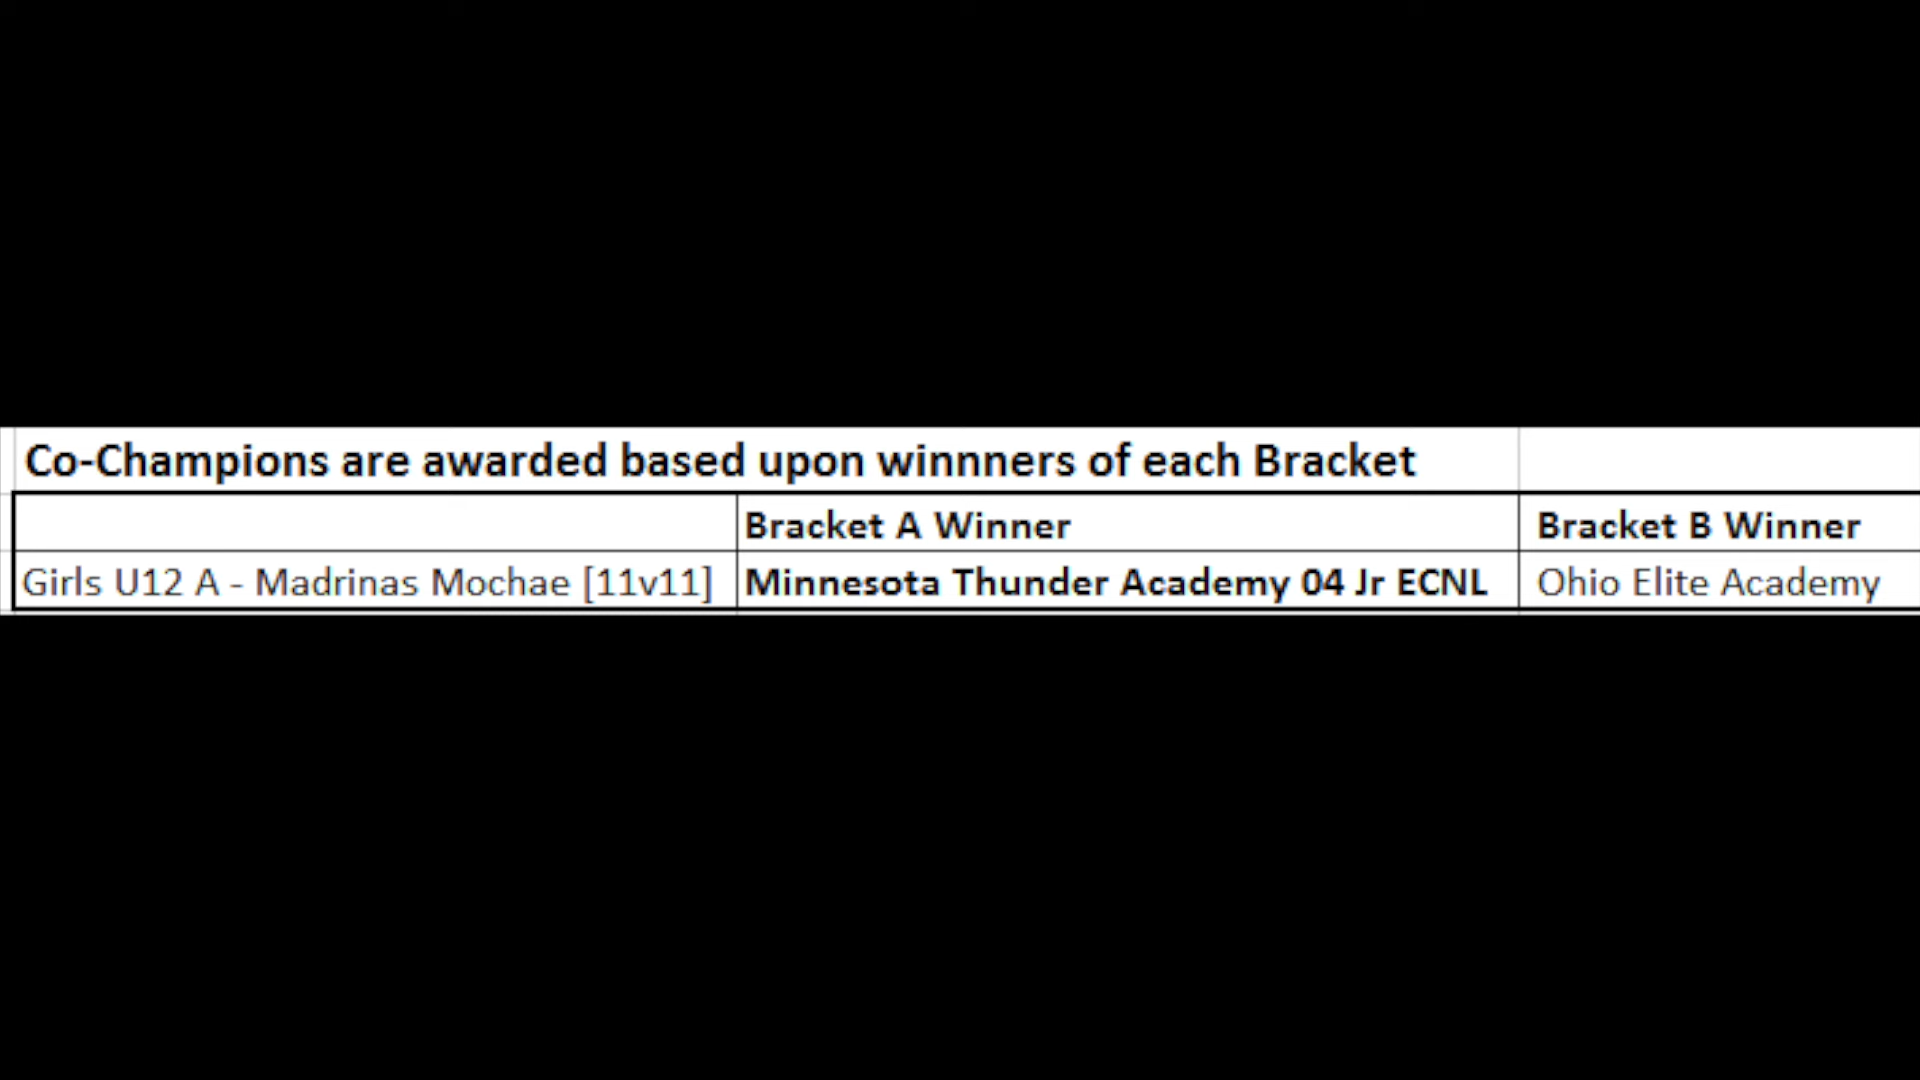 Co-Champions are awarded based upon winnners of each Bracket
Bracket A Winner Bracket B Winner
Girls U12 A - Madrinas Mochae [11v11] Minnesota Thunder Academy 04 Jr ECNL Ohio Elite Academy